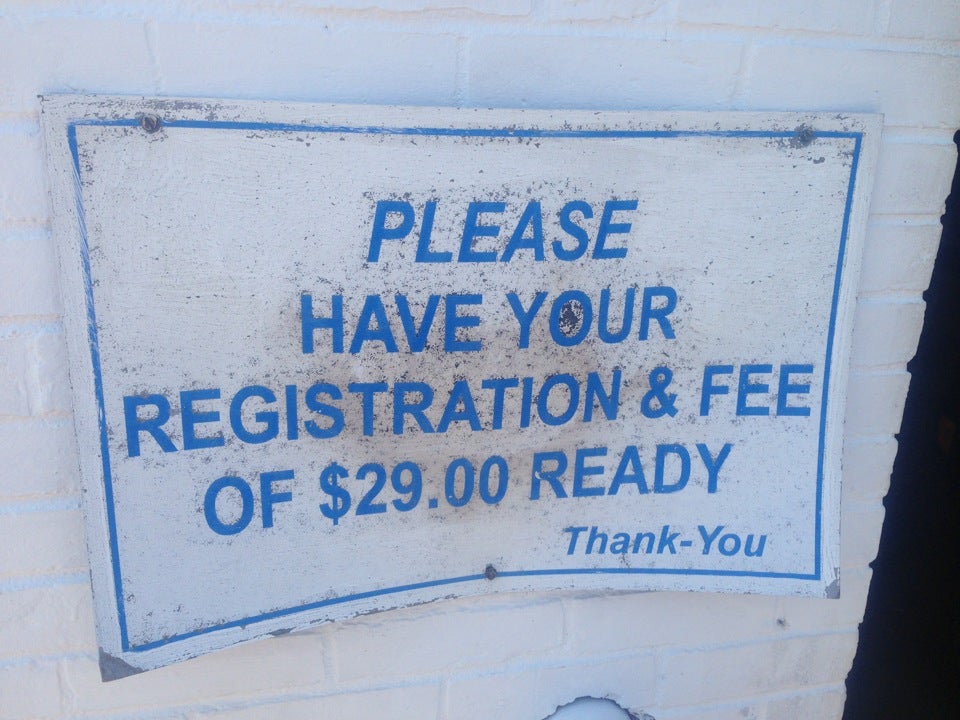 PLEASE
HAVE YOUR
REGISTRATION & FEE
OF $29.00 READY
Thank-You